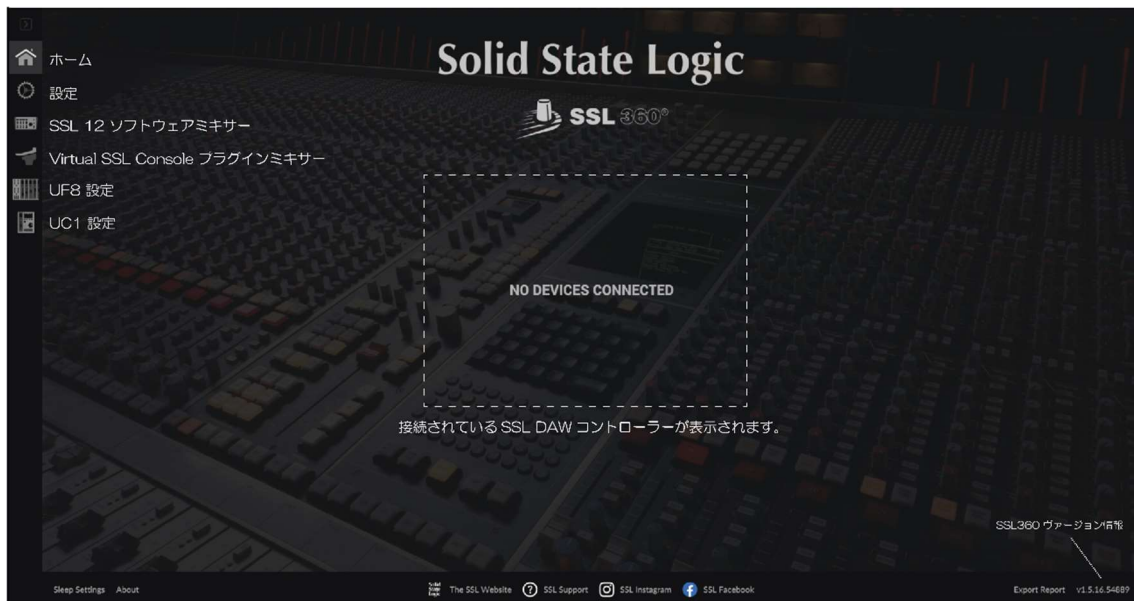 Solid State Logic
SSL 360°
ホーム
設定
SSL 12 ソフトウェアミキサー
Virtual SSL Console プラグインミキサー
UF8 設定
UC1 設定
NO DEVICES CONNECTED
接続されている SSL DAW コントローラーが表示されます。
SSL360 ヴァージョン情報
Sleep Settings About Solid State Logic The SSL Website ? SSL Support SSL Instagram SSL Facebook Export Report v1.5.16.54689